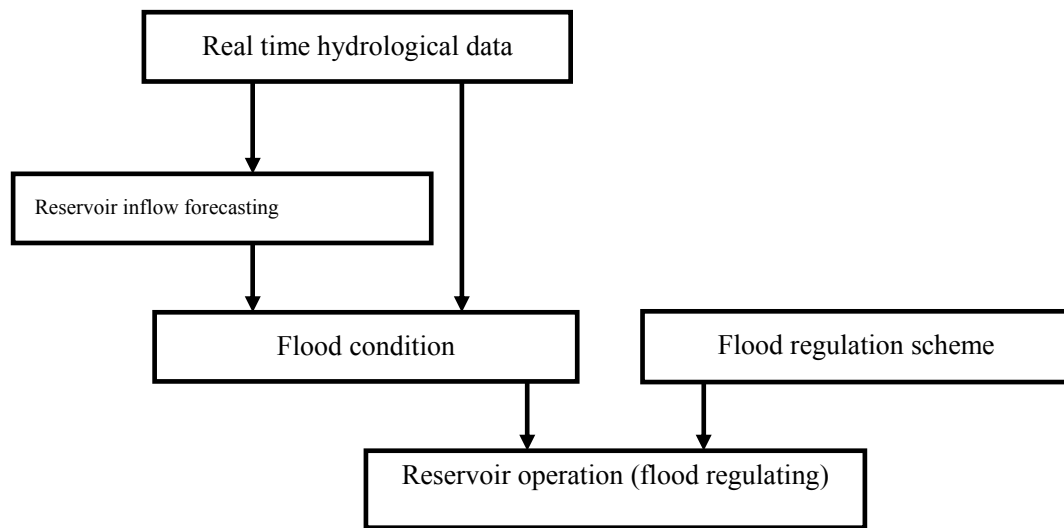 Real time hydrological data
Reservoir inflow forecasting
Flood condition
Flood regulation scheme
Reservoir operation (flood regulating)